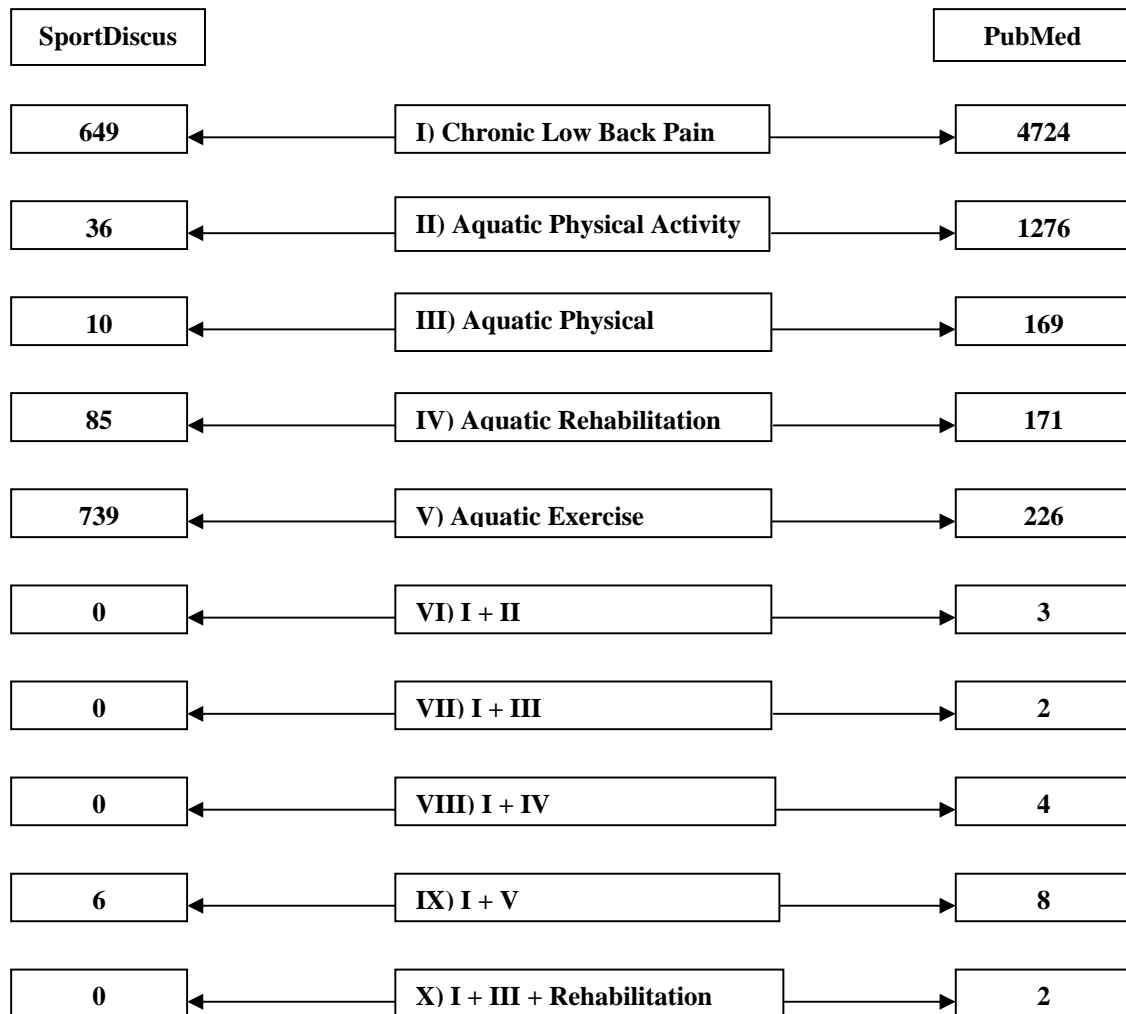 SportDiscus PubMed
649 I) Chronic Low Back Pain 4724
36 II) Aquatic Physical Activity 1276
10 III) Aquatic Physical 169
85 IV) Aquatic Rehabilitation 171
739 V) Aquatic Exercise 226
0 VI) I + II 3
0 VII) I + III 2
0 VIII) I + IV 4
6 IX) I + V 8
0 X) I + III + Rehabilitation 2